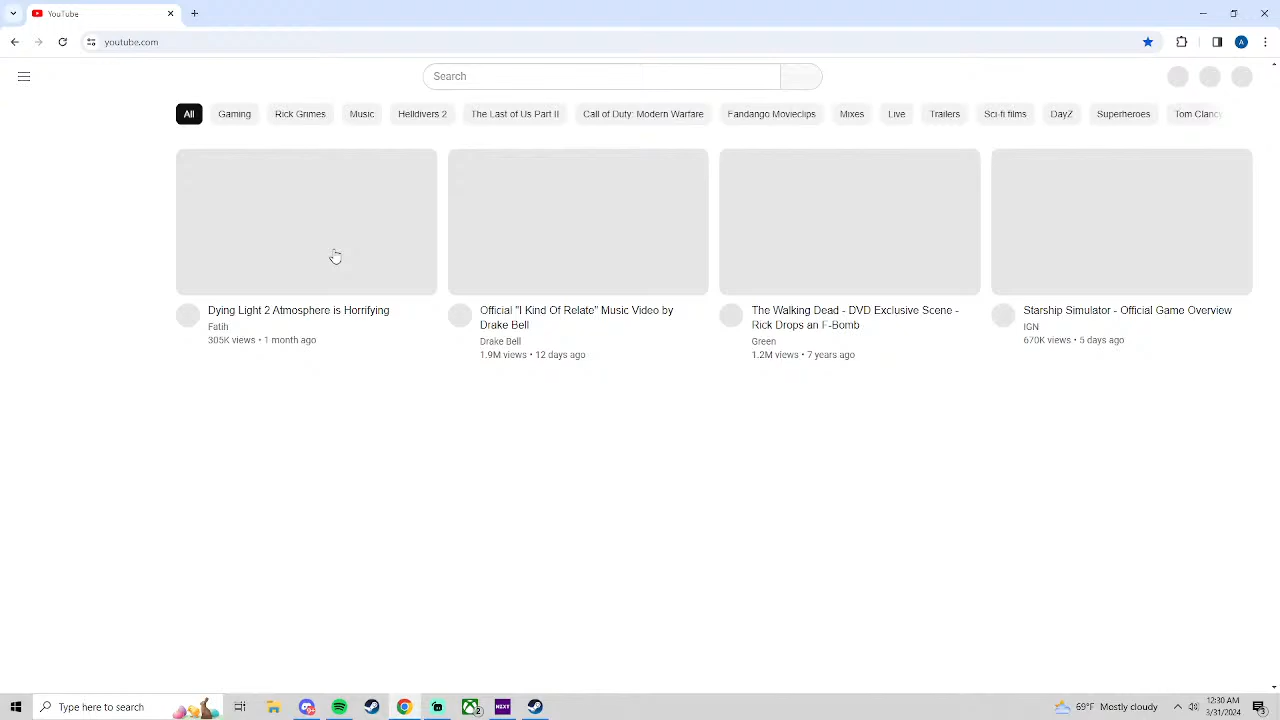 YouTube
youtube.com
Search
All
Gaming
Rick Grimes
Music
Helldivers 2
The Last of Us Part II
Call of Duty: Modern Warfare
Fandango Movieclips
Mixes
Live
Trailers
Sci-fi films
DayZ
Superheroes
Tom Clancy
Dying Light 2 Atmosphere is Horrifying
Fatih
305K views • 1 month ago
Official "I Kind Of Relate" Music Video by
Drake Bell
Drake Bell
1.9M views • 12 days ago
The Walking Dead - DVD Exclusive Scene -
Rick Drops an F-Bomb
Green
1.2M views • 7 years ago
Starship Simulator - Official Game Overview
IGN
670K views • 5 days ago
Type here to search
69°F Mostly cloudy
12:30 AM
3/31/2024